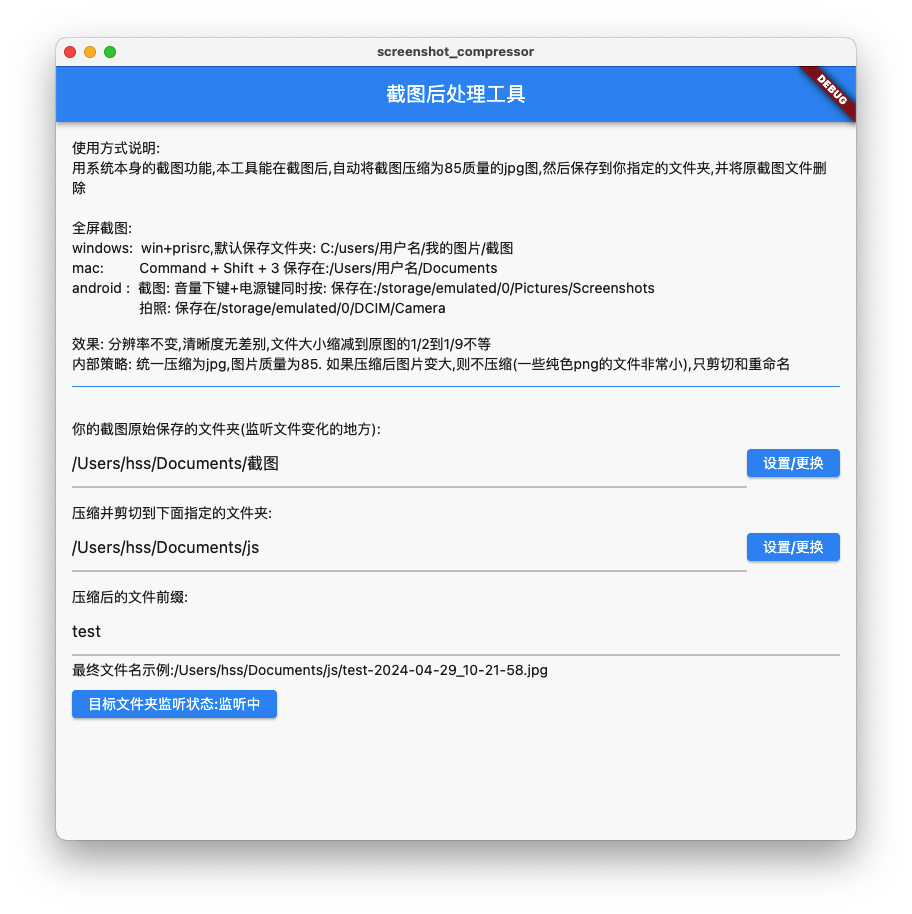 screenshot_compressor
截图后处理工具
DEBUG
使用方式说明:
用系统本身的截图功能,本工具能在截图后,自动将截图压缩为85质量的jpg图,然后保存到你指定的文件夹,并将原截图文件删
除
全屏截图:
windows:  win+prisrc,默认保存文件夹: C:/users/用户名/我的图片/截图
mac:         Command + Shift + 3 保存在:/Users/用户名/Documents
android :  截图: 音量下键+电源键同时按: 保存在:/storage/emulated/0/Pictures/Screenshots
拍照: 保存在/storage/emulated/0/DCIM/Camera
效果: 分辨率不变,清晰度无差别,文件大小缩减到原图的1/2到1/9不等
内部策略: 统一压缩为jpg,图片质量为85. 如果压缩后图片变大,则不压缩(一些纯色png的文件非常小),只剪切和重命名
你的截图原始保存的文件夹(监听文件变化的地方):
/Users/hss/Documents/截图
设置/更换
压缩并剪切到下面指定的文件夹:
/Users/hss/Documents/js
设置/更换
压缩后的文件前缀:
test
最终文件名示例:/Users/hss/Documents/js/test-2024-04-29_10-21-58.jpg
目标文件夹监听状态:监听中